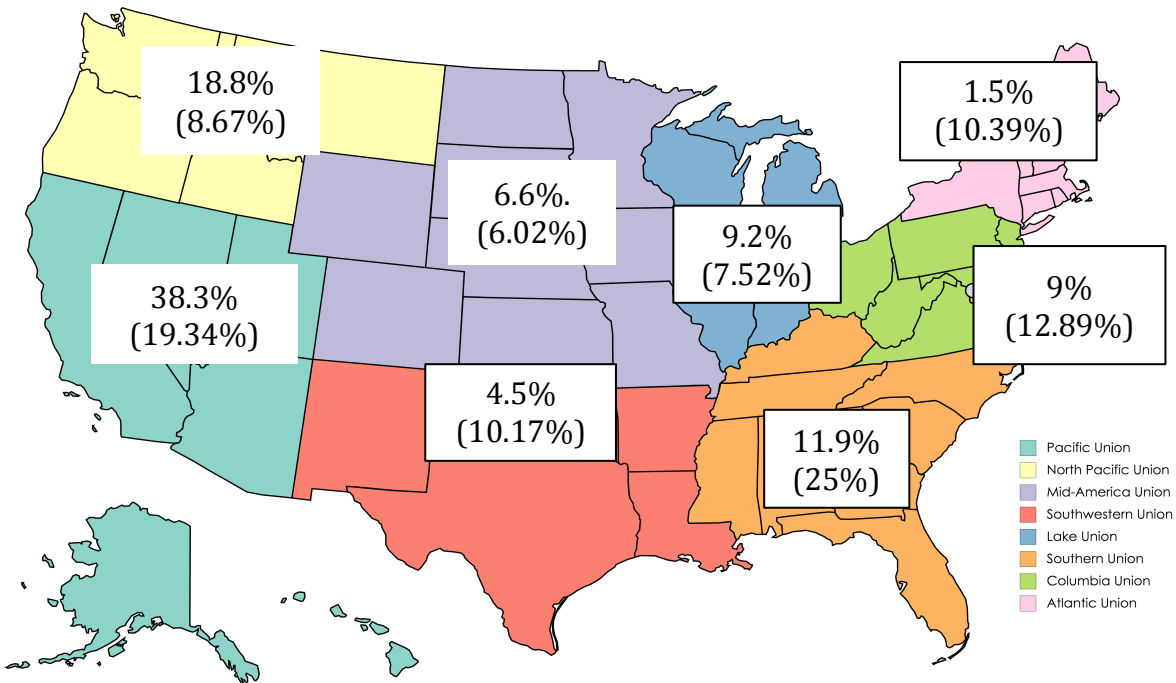 18.8%
(8.67%)
1.5%
(10.39%)
6.6%.
(6.02%)
9.2%
(7.52%)
38.3%
(19.34%)
9%
(12.89%)
4.5%
(10.17%)
11.9%
(25%)
Pacific Union
North Pacific Union
Mid-America Union
Southwestern Union
Lake Union
Southern Union
Columbia Union
Atlantic Union